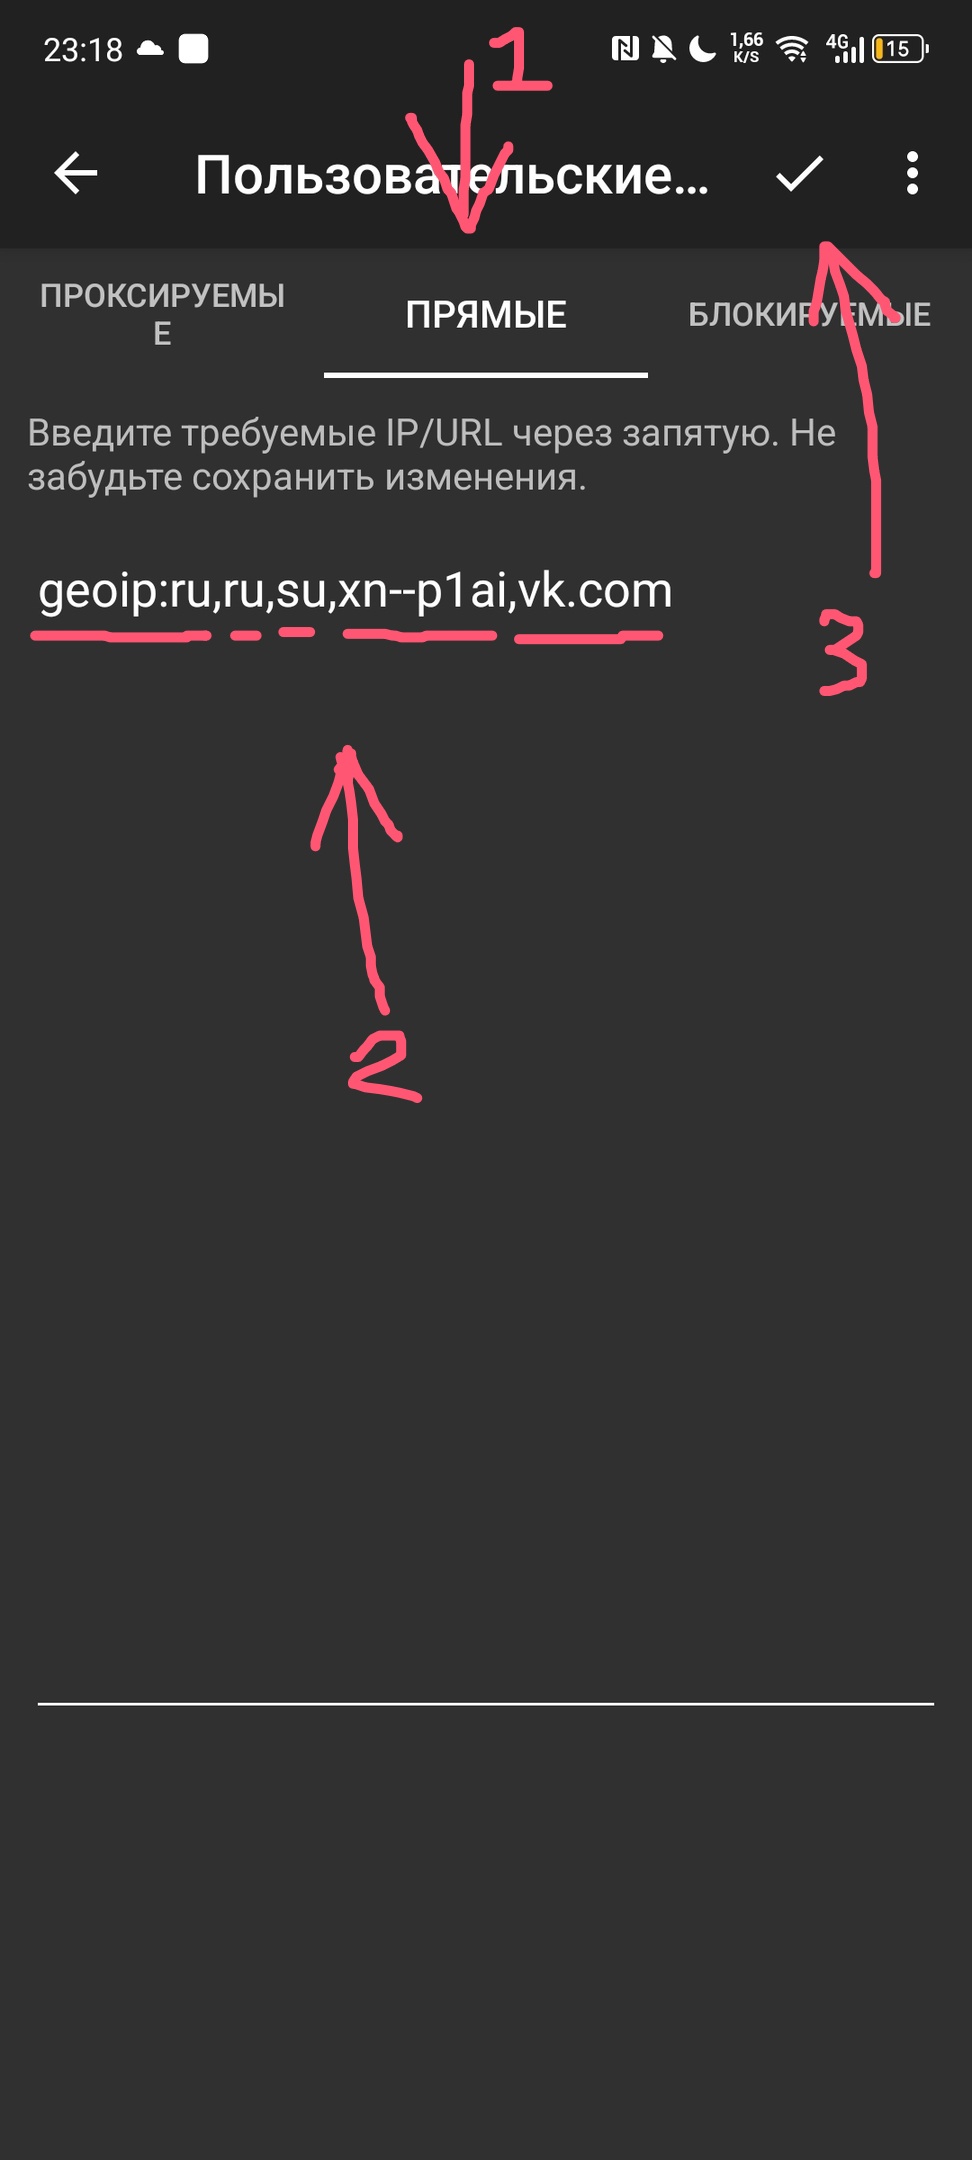 23:18
1,66
K/S
4G
15
1
Пользовательские...
ПРОКСИРУЕМЫ
Е
ПРЯМЫЕ
БЛОКИРУЕМЫЕ
Введите требуемые IP/URL через запятую. Не
забудьте сохранить изменения.
geoip:ru,ru,su,xn--p1ai,vk.com
3
2